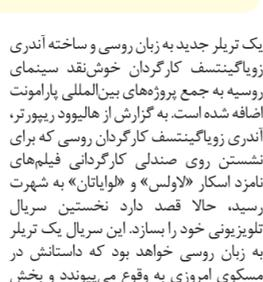 یک تریلر جدید به زبان روسی و ساخته آندری
زویاگینتسف کارگردان خوش‌نقد سینمای
روسیه به جمع پروژه‌های بین‌المللی پارامونت
اضافه شده است. به گزارش از هالیوود ریپورتر،
آندری زویاگینتسف کارگردان روسی که برای
نشستن روی صندلی کارگردانی فیلم‌های
نامزد اسکار «لاولس» و «لوایاتان» به شهرت
رسید، حالا قصد دارد نخستین سریال
تلویزیونی خود را بسازد. این سریال یک تریلر
به زبان روسی خواهد بود که داستانش در
مسکوی امروزی به وقوع می‌پیوندد و بخش